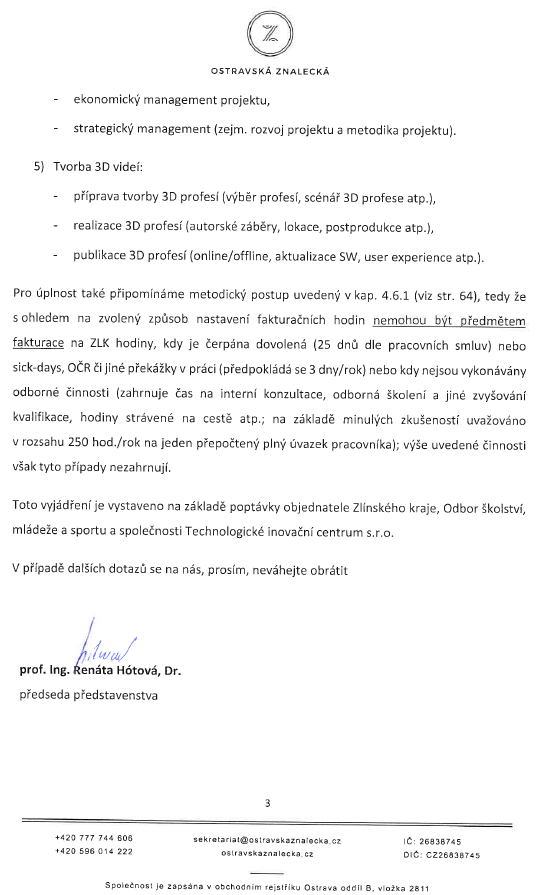 OSTRAVSKÁ ZNALECKÁ
- ekonomický management projektu,
- strategický management (zejm. rozvoj projektu a metodika projektu).
5) Tvorba 3D videí:
- příprava tvorby 3D profesí (výběr profesí, scénář 3D profese atp.),
- realizace 3D profesí (autorské záběry, lokace, postprodukce atp.),
- publikace 3D profesí (online/offline, aktualizace SW, user experience atp.).
Pro úplnost také připomínáme metodický postup uvedený v kap. 4.6.1 (viz str. 64), tedy že
s ohledem na zvolený způsob nastavení fakturačních hodin nemohou být předmětem
fakturace na ZLK hodiny, kdy je čerpána dovolená (25 dnů dle pracovních smluv) nebo
sick-days, OČR či jiné překážky v práci (předpokládá se 3 dny/rok) nebo kdy nejsou vykonávány
odborné činnosti (zahrnuje čas na interní konzultace, odborná školení a jiné zvyšování
kvalifikace, hodiny strávené na cestě atp.; na základě minulých zkušeností uvažováno
v rozsahu 250 hod./rok na jeden přepočtený plný úvazek pracovníka); výše uvedené činnosti
však tyto případy nezahrnují.
Toto vyjádření je vystaveno na základě poptávky objednatele Zlínského kraje, Odbor školství,
mládeže a sportu a společnosti Technologické inovační centrum s.r.o.
V případě dalších dotazů se na nás, prosím, neváhejte obrátit
prof. Ing. Renáta Hótová, Dr.
předseda představenstva
3
+420 777 744 606 sekretariat@ostravskaznalecka.cz IČ: 26838745
+420 596 014 222 ostravskaznalecka.cz DIČ: CZ26838745
Společnost je zapsána v obchodním rejstříku Ostrava oddíl B, vložka 2811